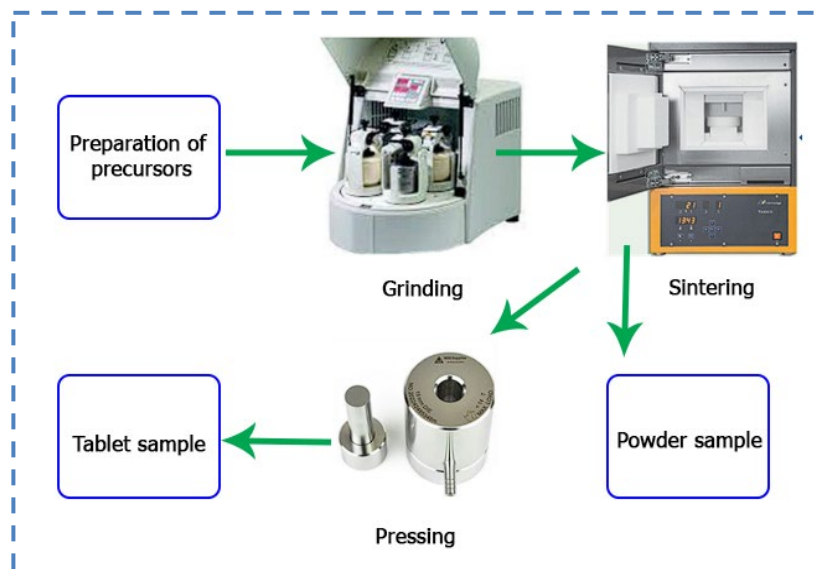 Preparation of
precursors
Grinding
Sintering
Tablet sample
Pressing
Powder sample